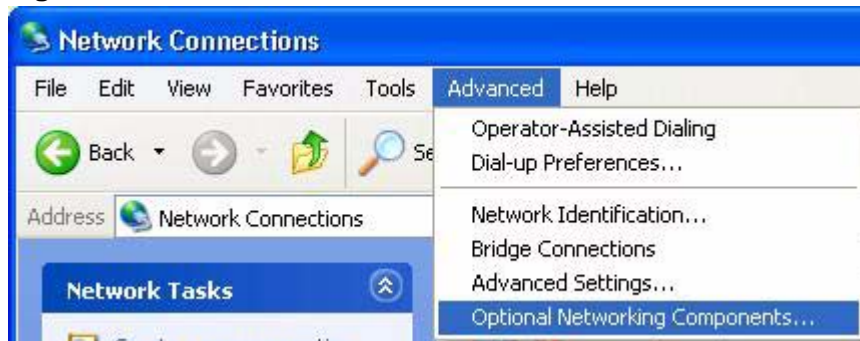 Network Connections
File Edit View Favorites Tools Advanced Help
Back
Operator-Assisted Dialing
Dial-up Preferences...
Address Network Connections
Network Identification...
Bridge Connections
Advanced Settings...
Optional Networking Components...
Network Tasks